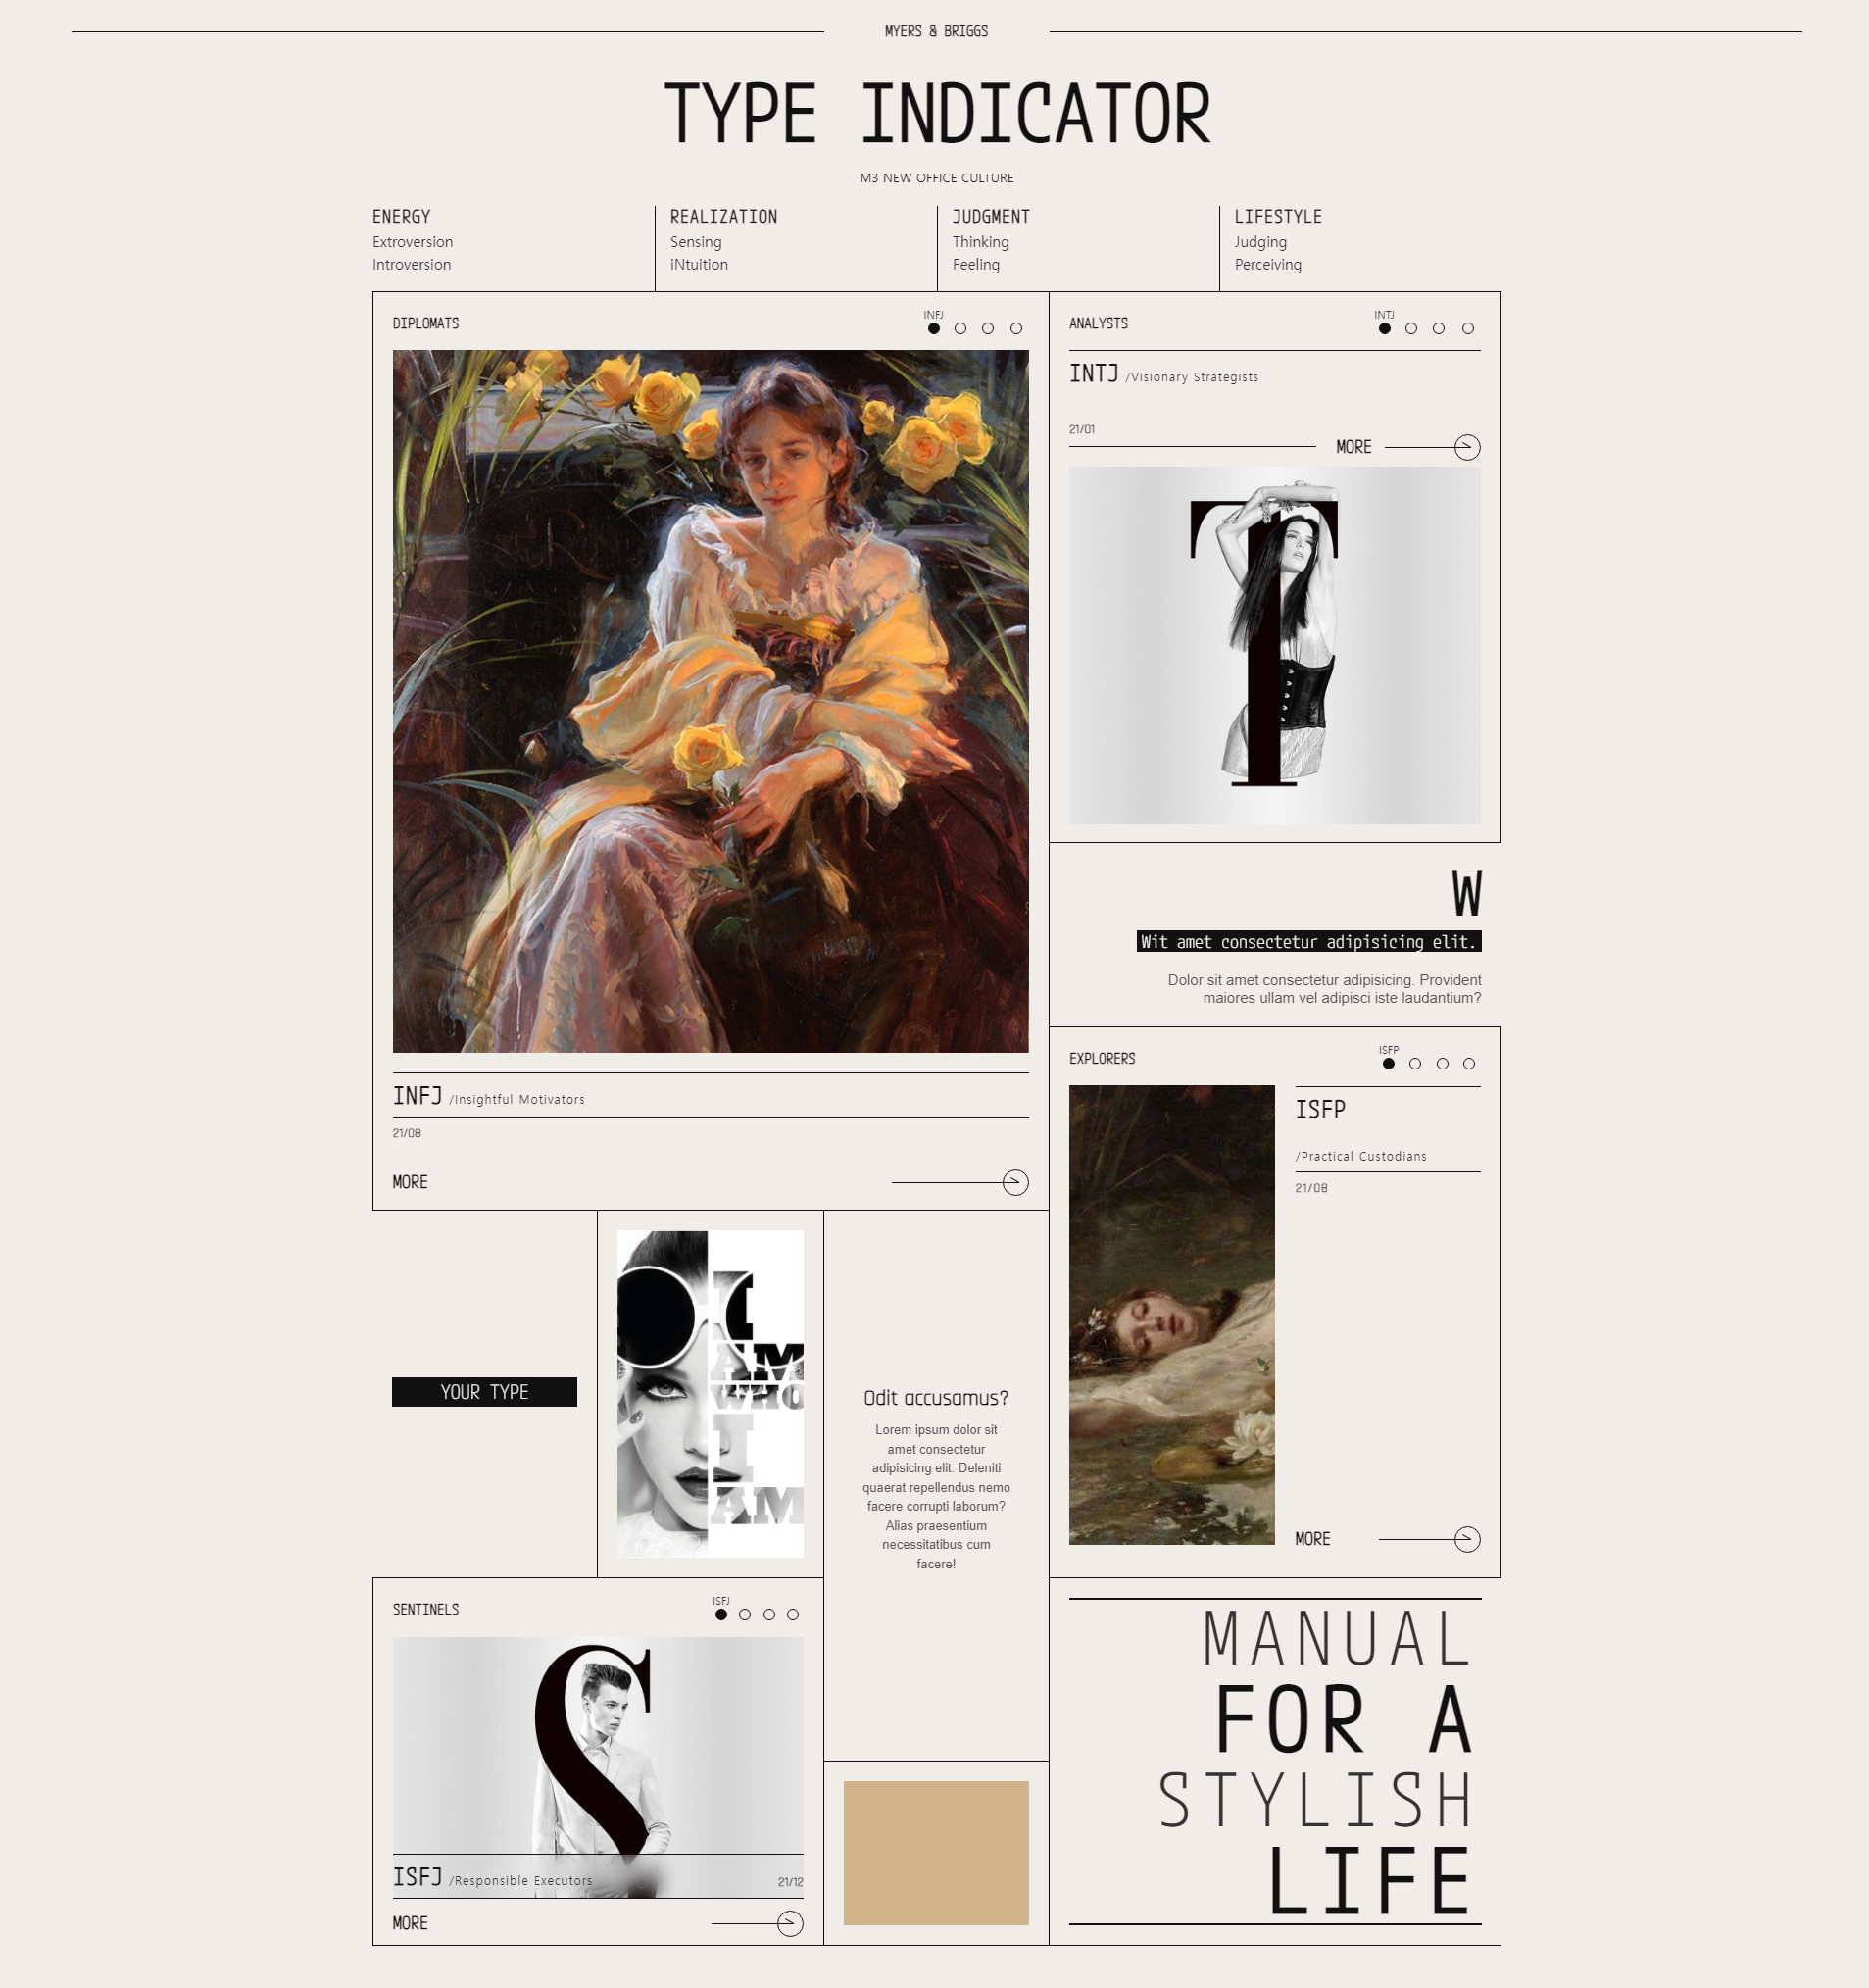 MYERS & BRIGGS
TYPE INDICATOR
M3 NEW OFFICE CULTURE
ENERGY
Extroversion
Introversion
REALIZATION
Sensing
iNtuition
JUDGMENT
Thinking
Feeling
LIFESTYLE
Judging
Perceiving
DIPLOMATS
INFJ
INFJ /Insightful Motivators
21/08
MORE
ANALYSTS
INTJ
INTJ /Visionary Strategists
21/01
MORE
T
W
Wit amet consectetur adipisicing elit.
Dolor sit amet consectetur adipisicing. Provident
maiores ullam vel adipisci iste laudantium?
EXPLORERS
ISFP
ISFP
/Practical Custodians
21/08
MORE
YOUR TYPE
I
AM
WHO
I
AM
Odit accusamus?
Lorem ipsum dolor sit
amet consectetur
adipisicing elit. Deleniti
quaerat repellendus nemo
facere corrupti laborum?
Alias praesentium
necessitatibus cum
facere!
SENTINELS
ISFJ
S
ISFJ /Responsible Executors
21/12
MORE
MANUAL
FOR A
STYLISH
LIFE